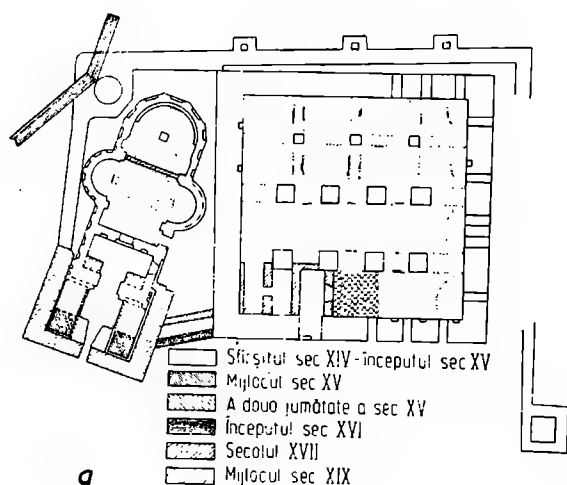 Sfîrșitul sec XIV-începutul sec XV
Mijlocul sec XV
A doua jumătate a sec XV
Începutul sec XVI
Secolul XVII
Mijlocul sec XIX
a